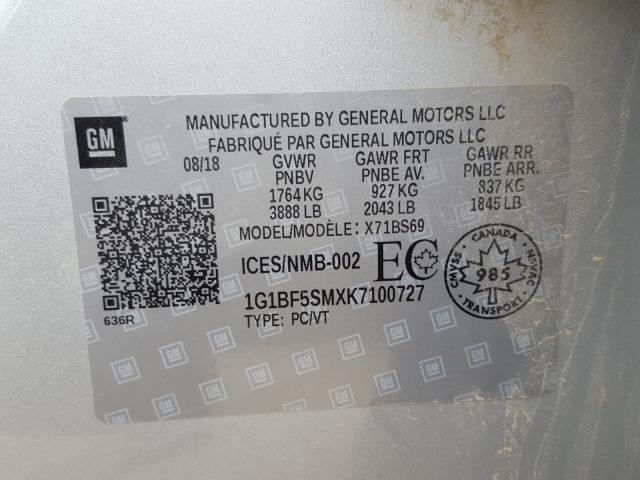 GM
MANUFACTURED BY GENERAL MOTORS LLC
FABRIQUÉ PAR GENERAL MOTORS LLC
08/18 GVWR GAWR FRT GAWR RR
PNBV PNBE AV. PNBE ARR.
1764 KG 927 KG 837 KG
3888 LB 2043 LB 1845 LB
MODEL/MODÈLE: X71BS69
ICES/NMB-002 EC
CANADA
CMVSS 985 NSVAC
VT/PC
1G1BF5SMXK7100727
TYPE: PC/VT
636R